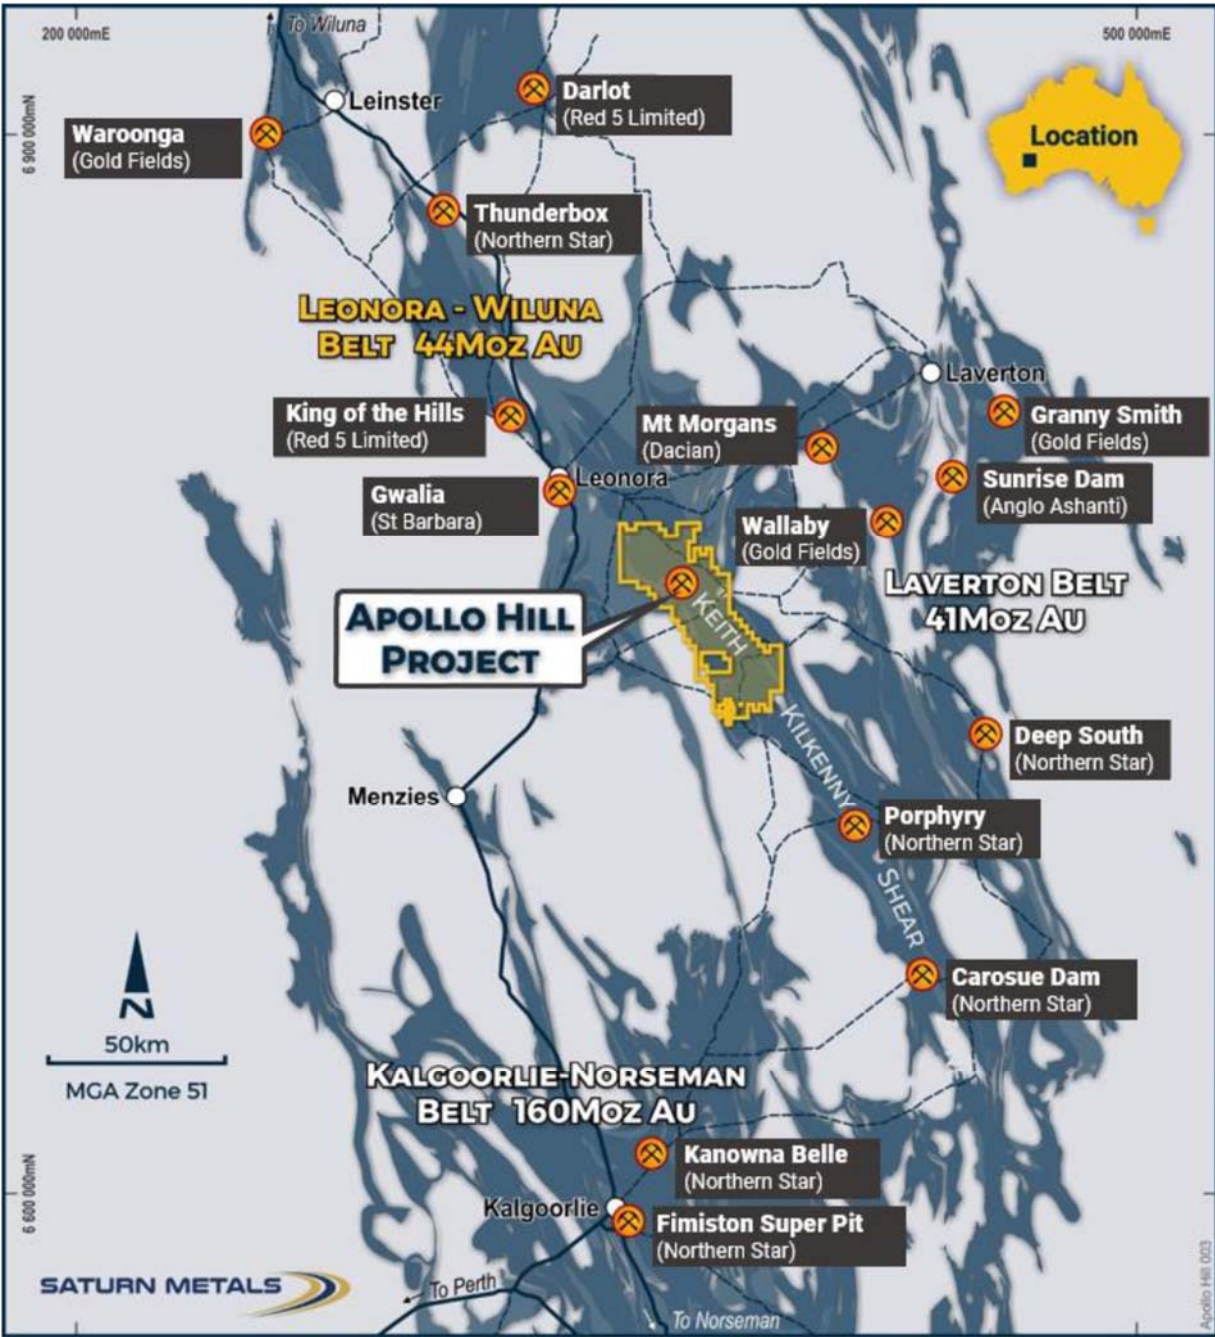 To Wiluna
200 000mE
500 000mE
6 900 000mN
Leinster
Darlot
(Red 5 Limited)
Waroonga
(Gold Fields)
Location
Thunderbox
(Northern Star)
LEONORA - WILUNA
BELT 44MOZ AU
Laverton
King of the Hills
(Red 5 Limited)
Mt Morgans
(Dacian)
Granny Smith
(Gold Fields)
Leonora
Gwalia
(St Barbara)
Sunrise Dam
(Anglo Ashanti)
Wallaby
(Gold Fields)
LAVERTON BELT
41MOZ AU
APOLLO HILL
PROJECT
KEITH
KILKENNY
SHEAR
Deep South
(Northern Star)
Menzies
Porphyry
(Northern Star)
Carosue Dam
(Northern Star)
N
50km
MGA Zone 51
KALGOORLIE-NORSEMAN
BELT 160MOZ AU
Kanowna Belle
(Northern Star)
6 600 000mN
Kalgoorlie
Fimiston Super Pit
(Northern Star)
SATURN METALS
To Perth
To Norseman
Apollo Hill 003